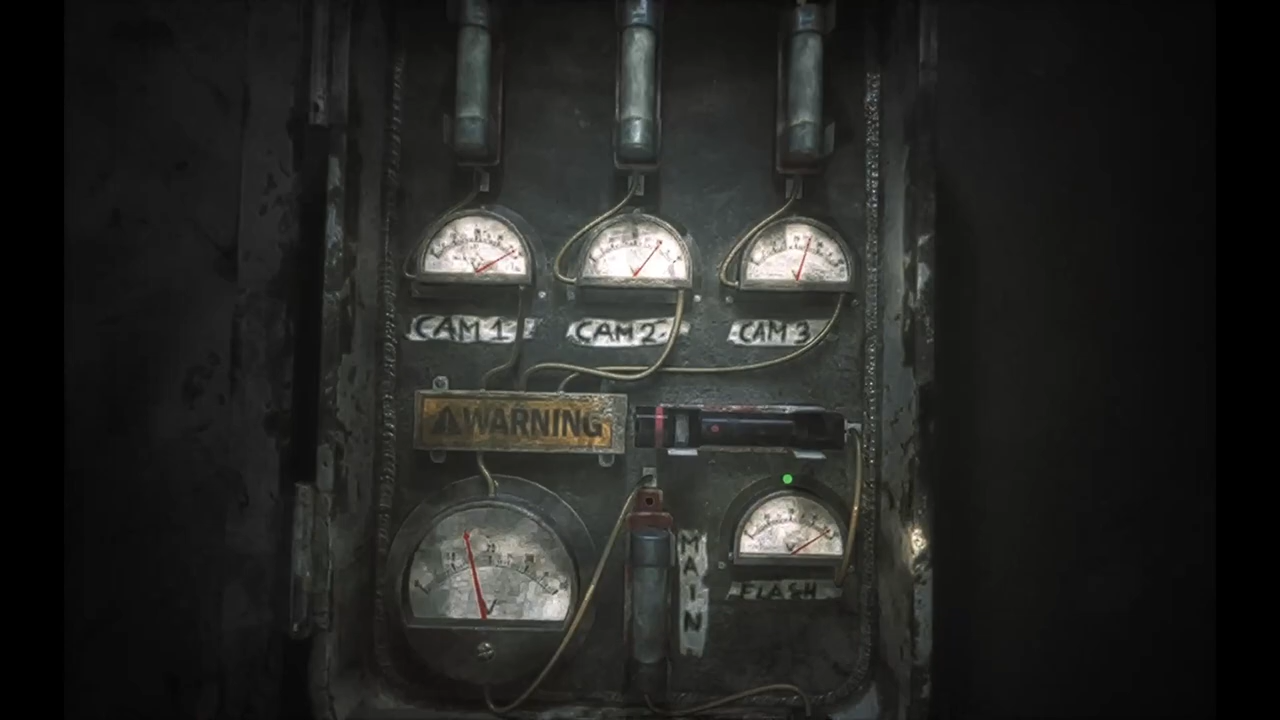 CAM 1
CAM 2
CAM 3
⚠WARNING
MAIN
FLASH
V